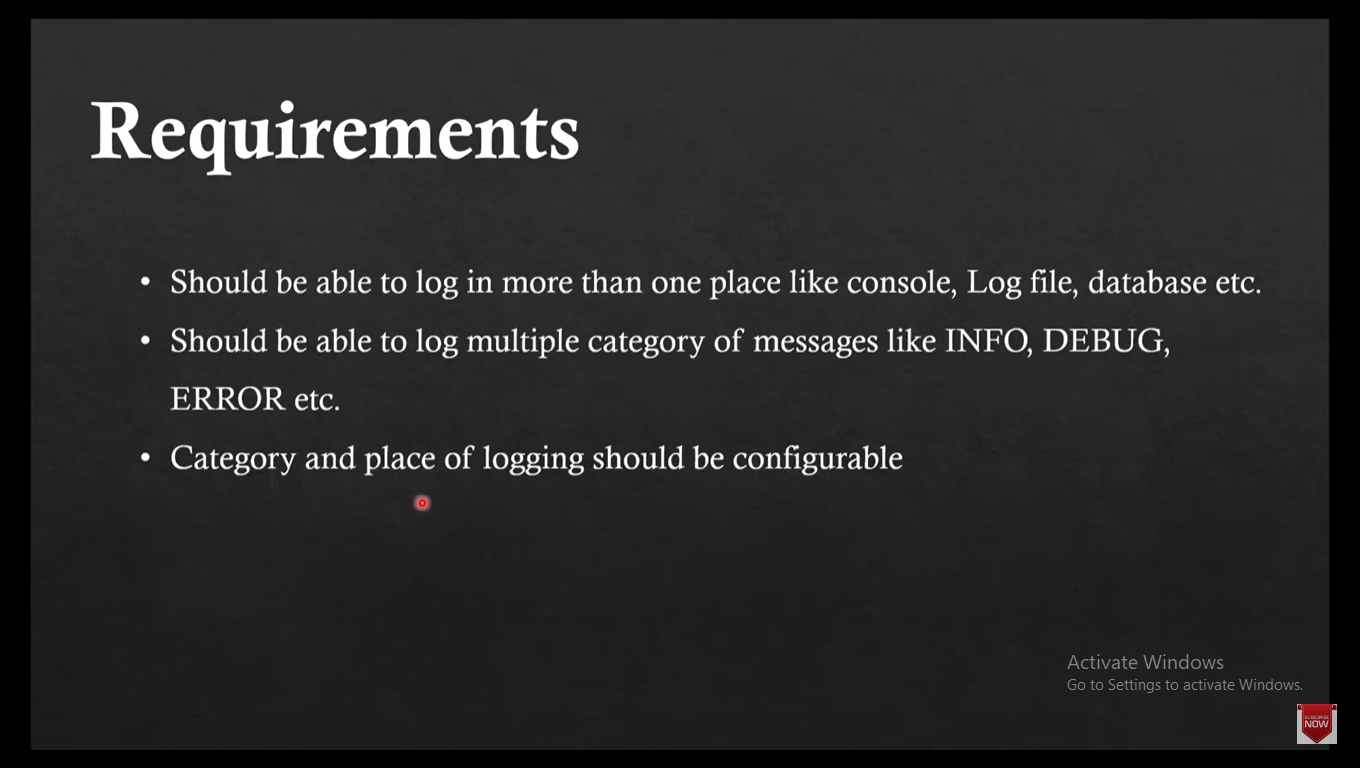 Requirements
• Should be able to log in more than one place like console, Log file, database etc.
• Should be able to log multiple category of messages like INFO, DEBUG,
ERROR etc.
• Category and place of logging should be configurable
Activate Windows
Go to Settings to activate Windows.
SUBSCRIBE
NOW